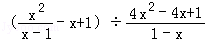 (x²/(x−1) −x+1) ÷ (4x²−4x+1)/(1−x)